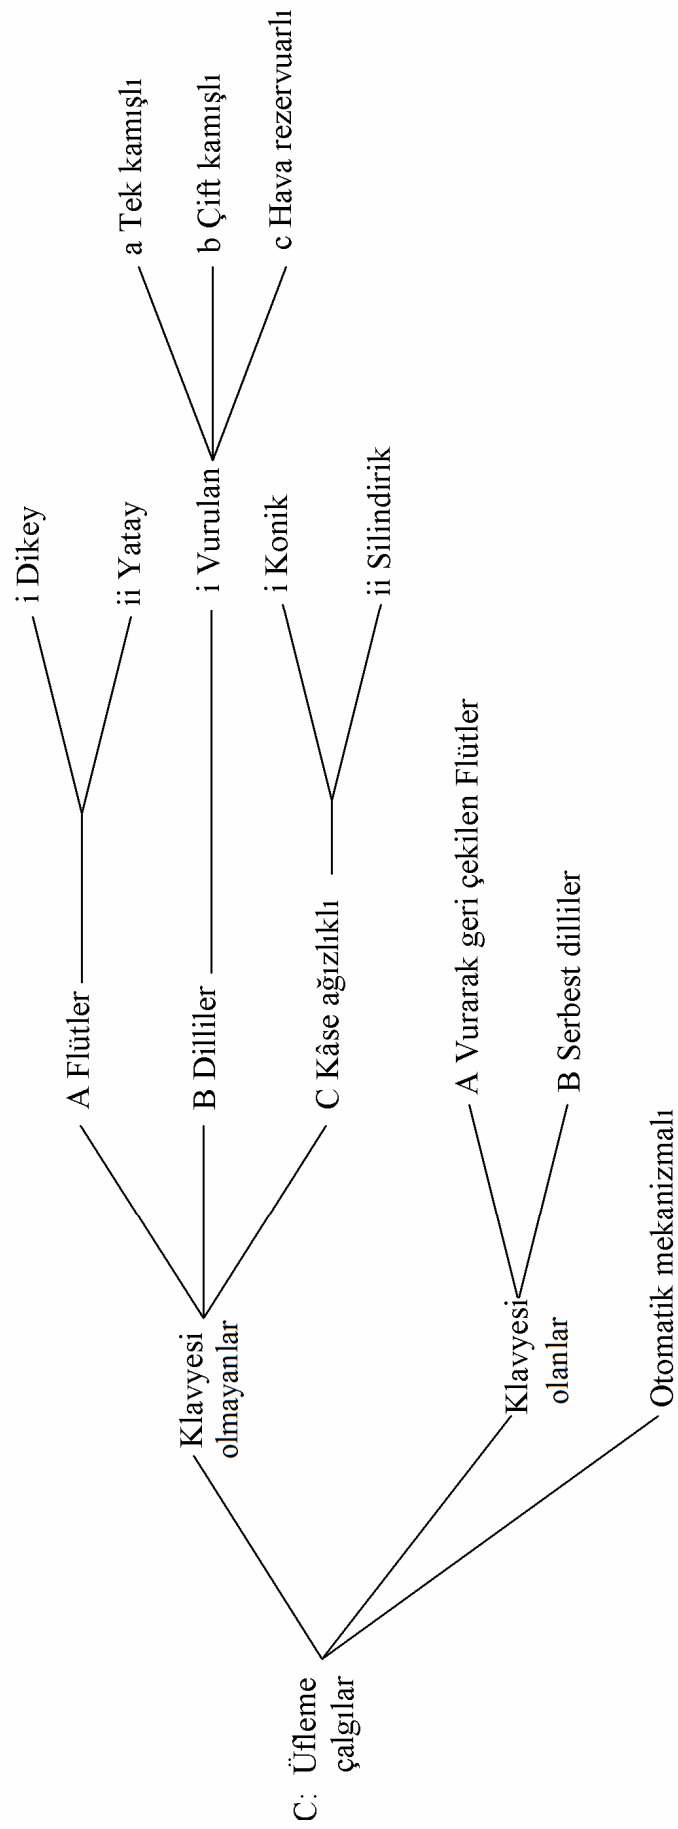 C: Üfleme
çalgılar
Klavyesi
olmayanlar
A Flütler
i Dikey
ii Yatay
B Dilliler
i Vurulan
a Tek kamışlı
b Çift kamışlı
c Hava rezervuarlı
C Kâse ağızlıklı
i Konik
ii Silindirik
Klavyesi
olanlar
A Vurarak geri çekilen Flütler
B Serbest dilliler
Otomatik mekanizmalı